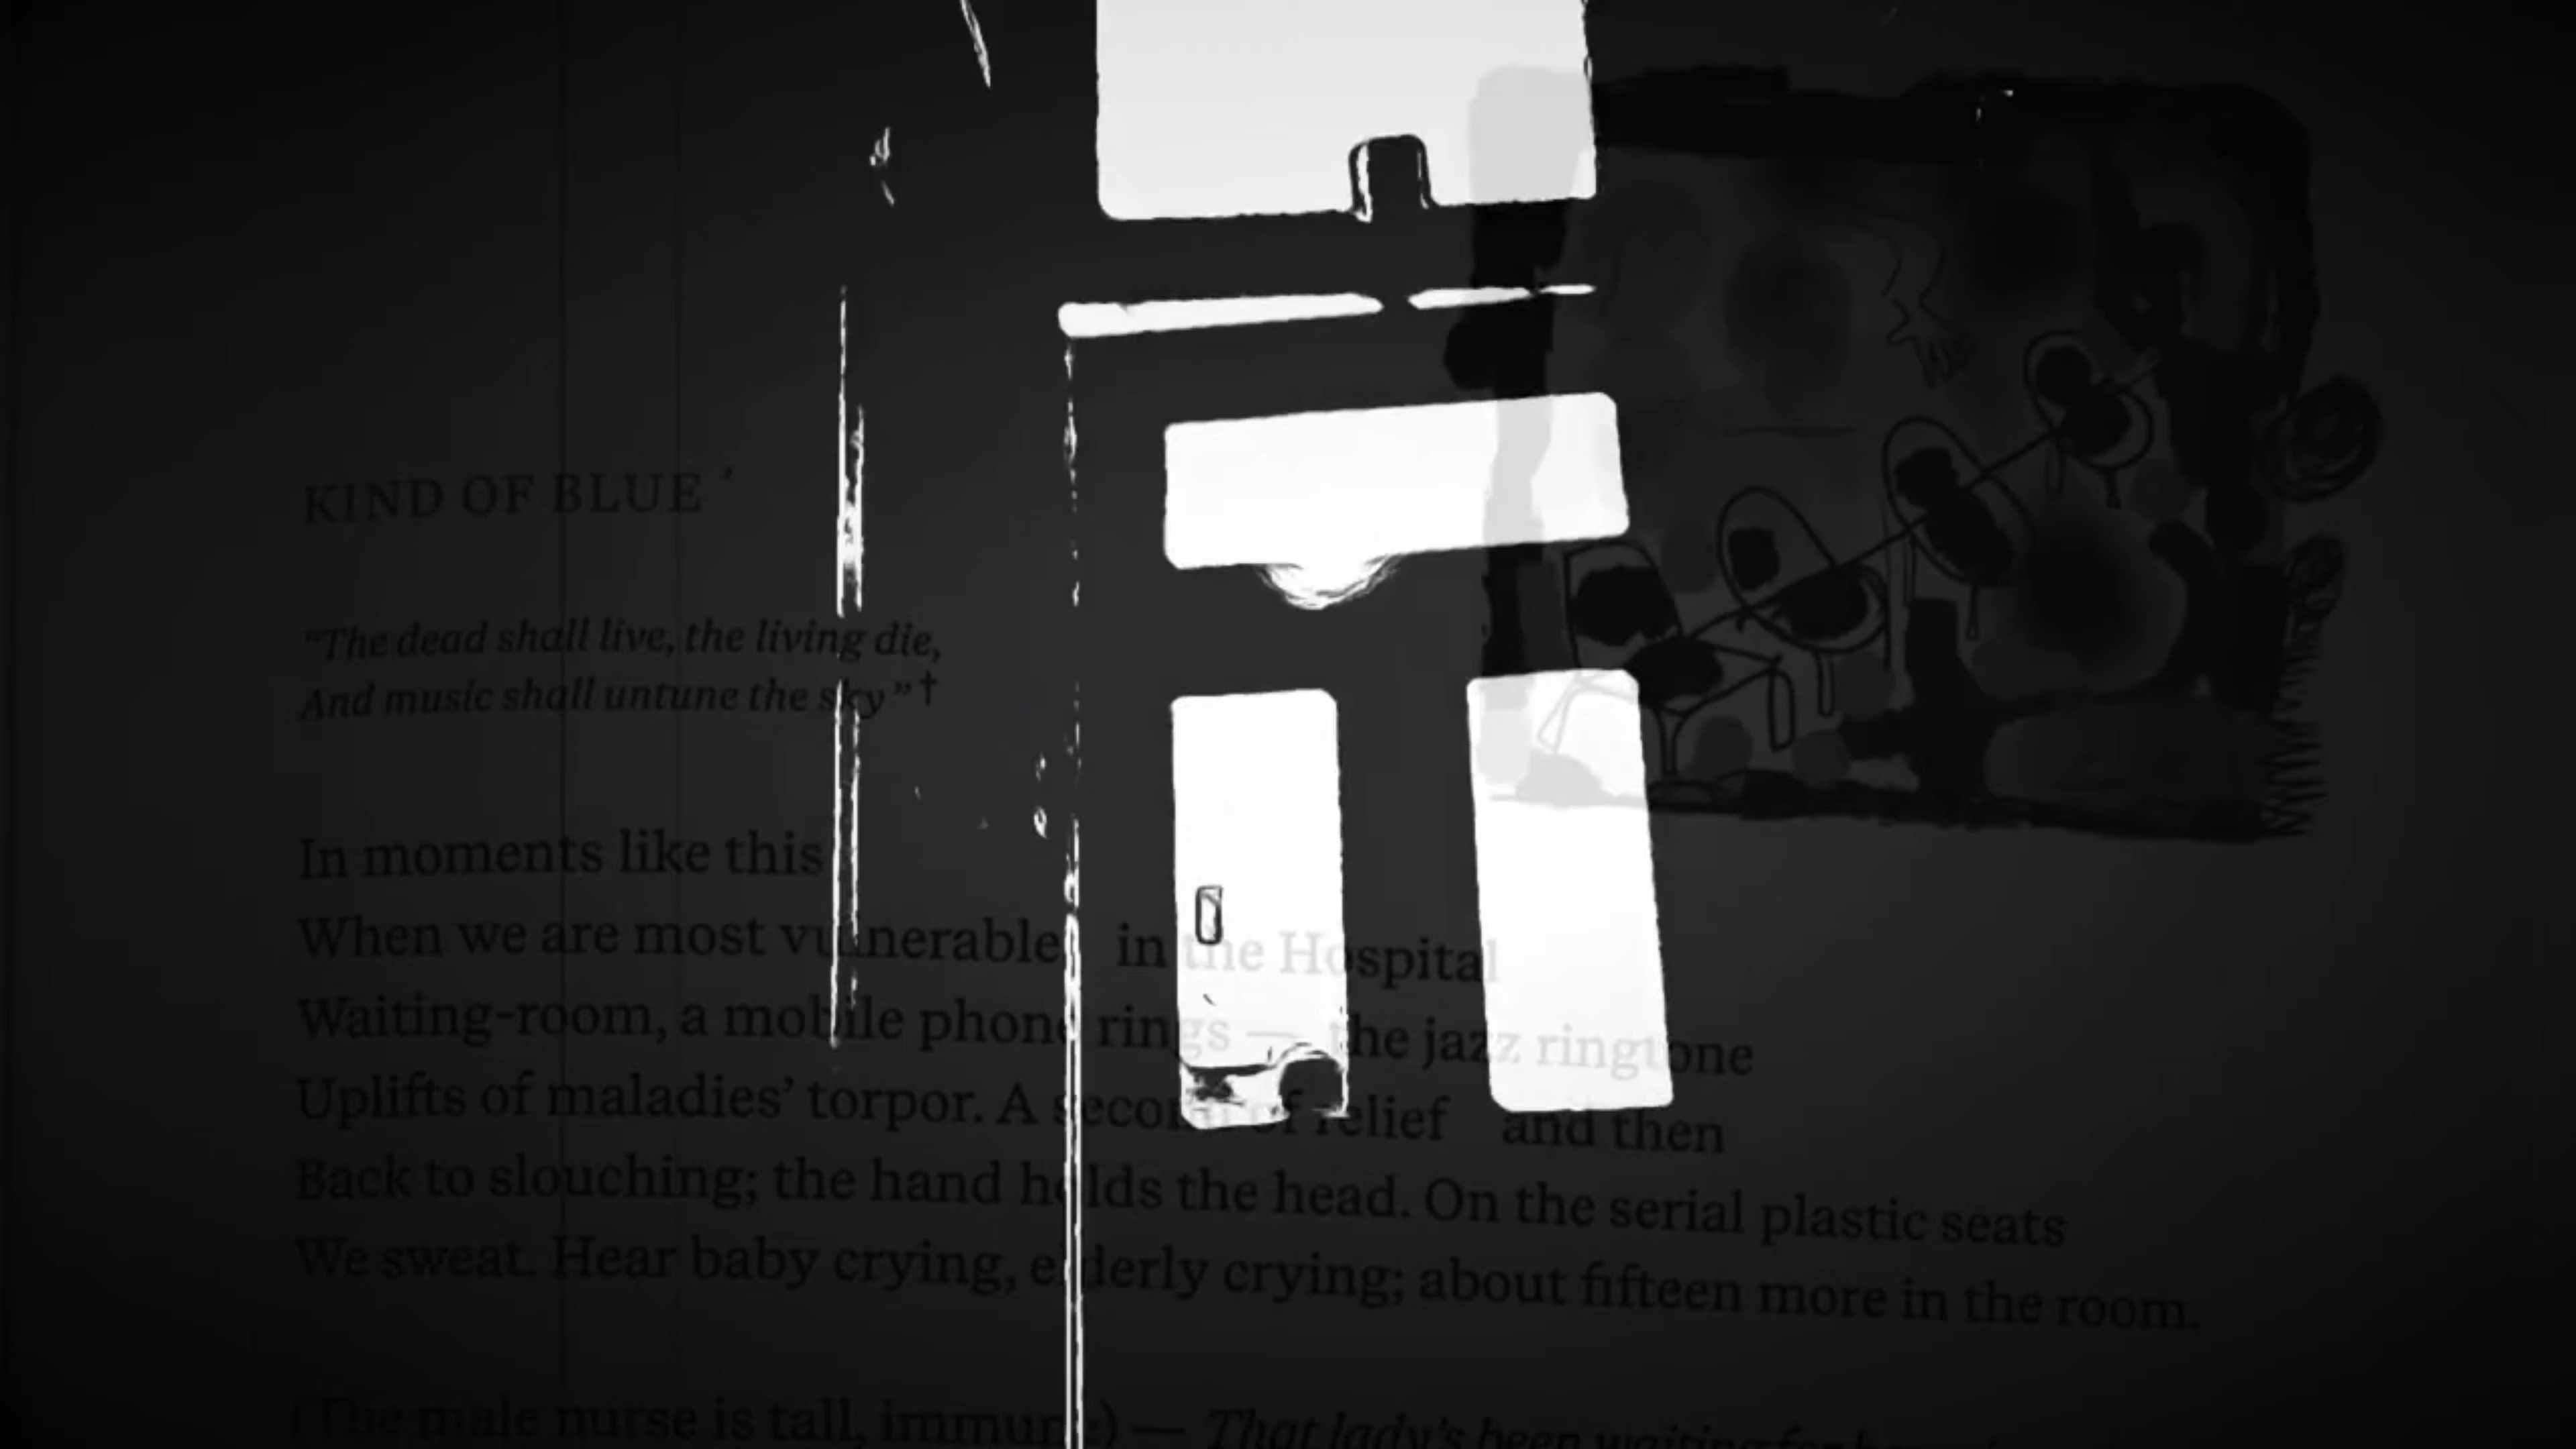 KIND OF BLUE
“The dead shall live, the living die,
And music shall untune the sky” †
In moments like this
When we are most vulnerable in the Hospital
Waiting-room, a mobile phone rings — the jazz ringtone
Uplifts of maladies’ torpor. A second of relief and then
Back to slouching; the hand holds the head. On the serial plastic seats
We sweat. Hear baby crying, elderly crying; about fifteen more in the room.
(The male nurse is tall, immune) — That lady’s been waiting for